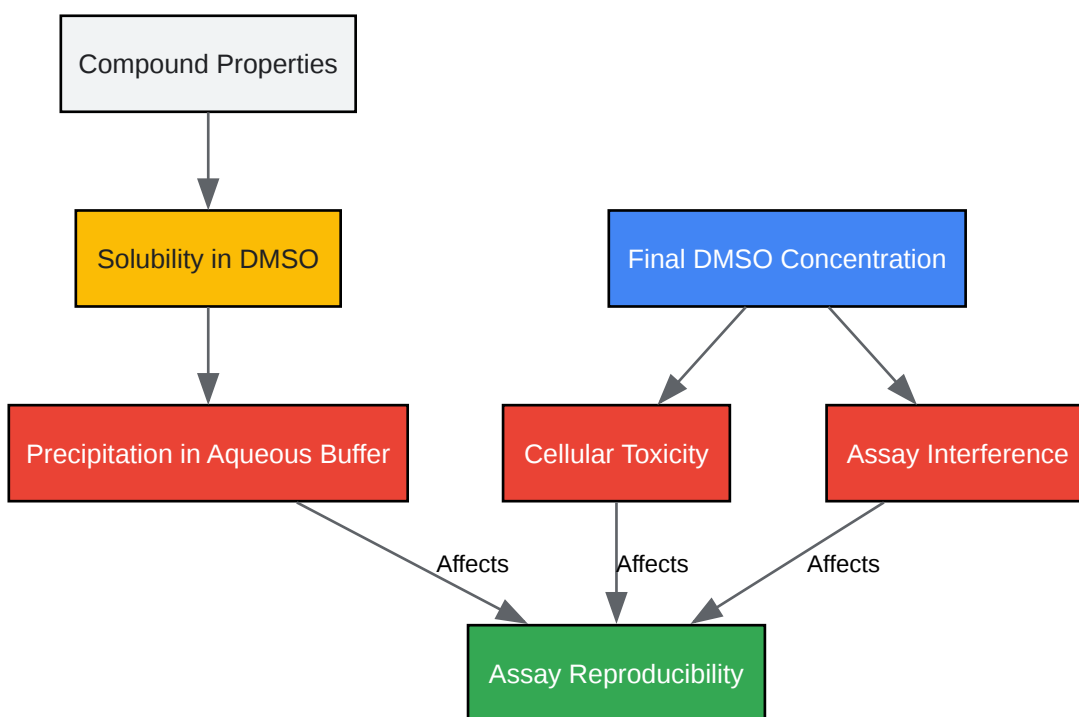 Compound Properties
Solubility in DMSO
Final DMSO Concentration
Precipitation in Aqueous Buffer
Cellular Toxicity
Assay Interference
Affects
Affects
Affects
Assay Reproducibility